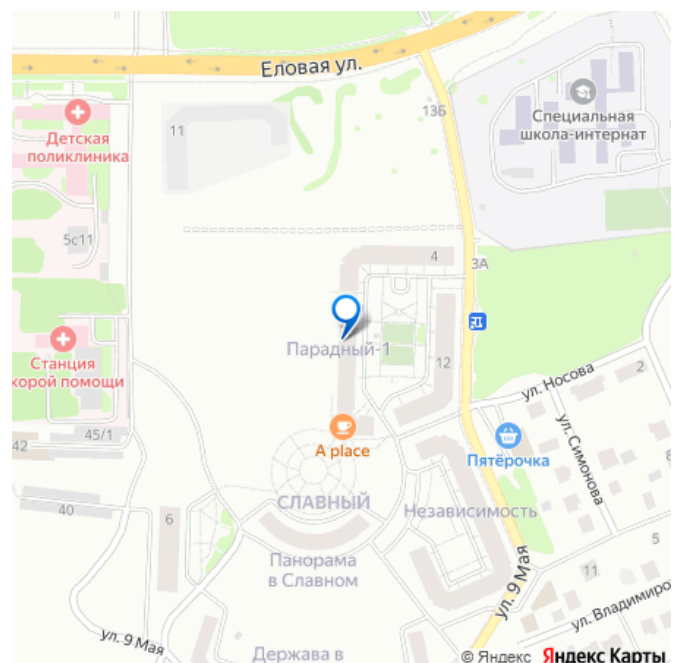 Еловая ул.
Детская
поликлиника
11
13Б
Специальная
школа-интернат
5с11
4
3А
Станция
корой помощи
Парадный-1
12
ул. Носова
2
45/1
42
A place
Пятёрочка
ул. Симонова
8
40
6
СЛАВНЫЙ
Независимость
Панорама
в Славном
5
11
ул. 9 Мая
ул. 9 Мая
ул. Владимиро
Держава в
© Яндекс Яндекс Карты